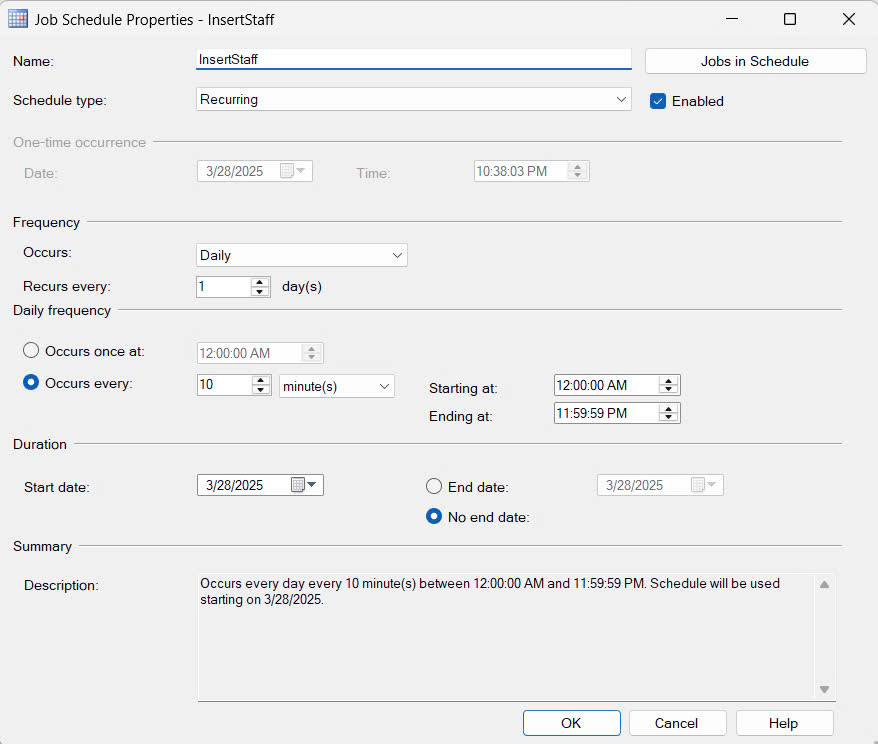 Job Schedule Properties - InsertStaff
Name: InsertStaff Jobs in Schedule
Schedule type: Recurring Enabled
One-time occurrence
Date: 3/28/2025 Time: 10:38:03 PM
Frequency
Occurs: Daily
Recurs every: 1 day(s)
Daily frequency
Occurs once at: 12:00:00 AM
Occurs every: 10 minute(s) Starting at: 12:00:00 AM
Ending at: 11:59:59 PM
Duration
Start date: 3/28/2025 End date: 3/28/2025
No end date:
Summary
Description: Occurs every day every 10 minute(s) between 12:00:00 AM and 11:59:59 PM. Schedule will be used
starting on 3/28/2025.
OK Cancel Help